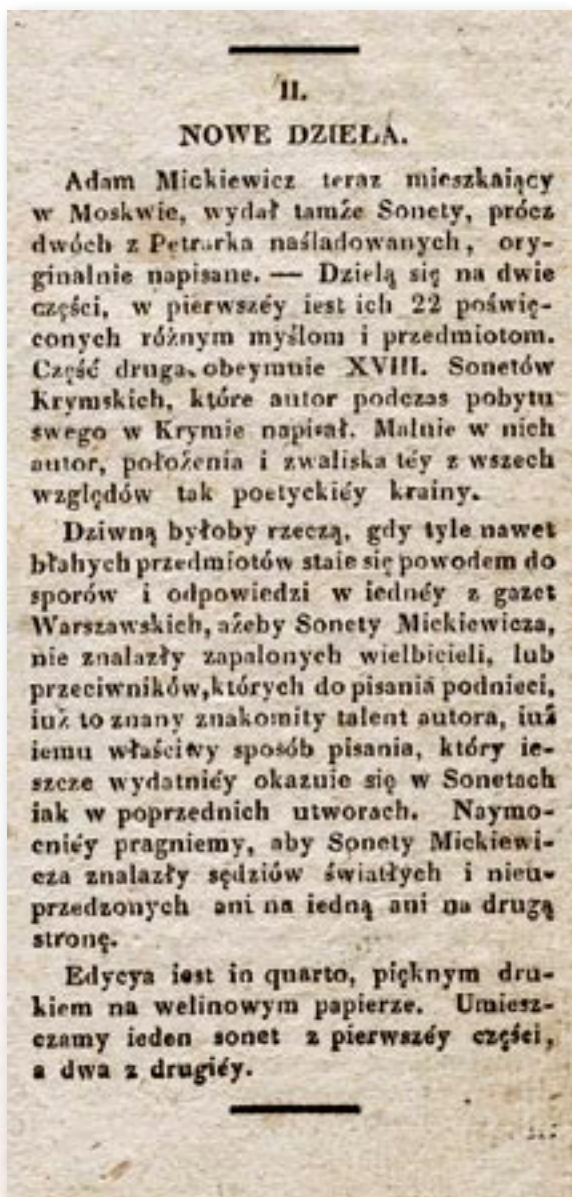 II.
NOWE DZIEŁA.
Adam Mickiewicz teraz mieszkaiący
w Moskwie, wydał tamże Sonety, prócz
dwóch z Petrarka naśladowanych, ory-
ginalnie napisane. — Dzielą się na dwie
części, w pierwszéy iest ich 22 poświę-
conych różnym myślom i przedmiotom.
Część druga obeymuie XVIII. Sonetów
Krymskich, które autor podczas pobytu
swego w Krymie napisał. Maluie w nich
autor, położenia i zwaliska téy z wszech
względów tak poetyckiéy krainy.
Dziwną byłoby rzeczą, gdy tyle nawet
błahych przedmiotów staie się powodem do
sporów i odpowiedzi w iednéy z gazet
Warszawskich, ażeby Sonety Mickiewicza,
nie znalazły zapalonych wielbicieli, lub
przeciwników, których do pisania podnieci,
iuż to znany znakomity talent autora, iuż
iemu właściwy sposób pisania, który ie-
szcze wydatniéy okazuie się w Sonetach
iak w poprzednich utworach. Naymo-
cniéy pragniemy, aby Sonety Mickiewi-
cza znalazły sędziów światłych i nieu-
przedzonych ani na iedną ani na drugą
stronę.
Edycya iest in quarto, pięknym dru-
kiem na welinowym papierze. Umiesz-
czamy ieden sonet z pierwszéy części,
a dwa z drugiéy.